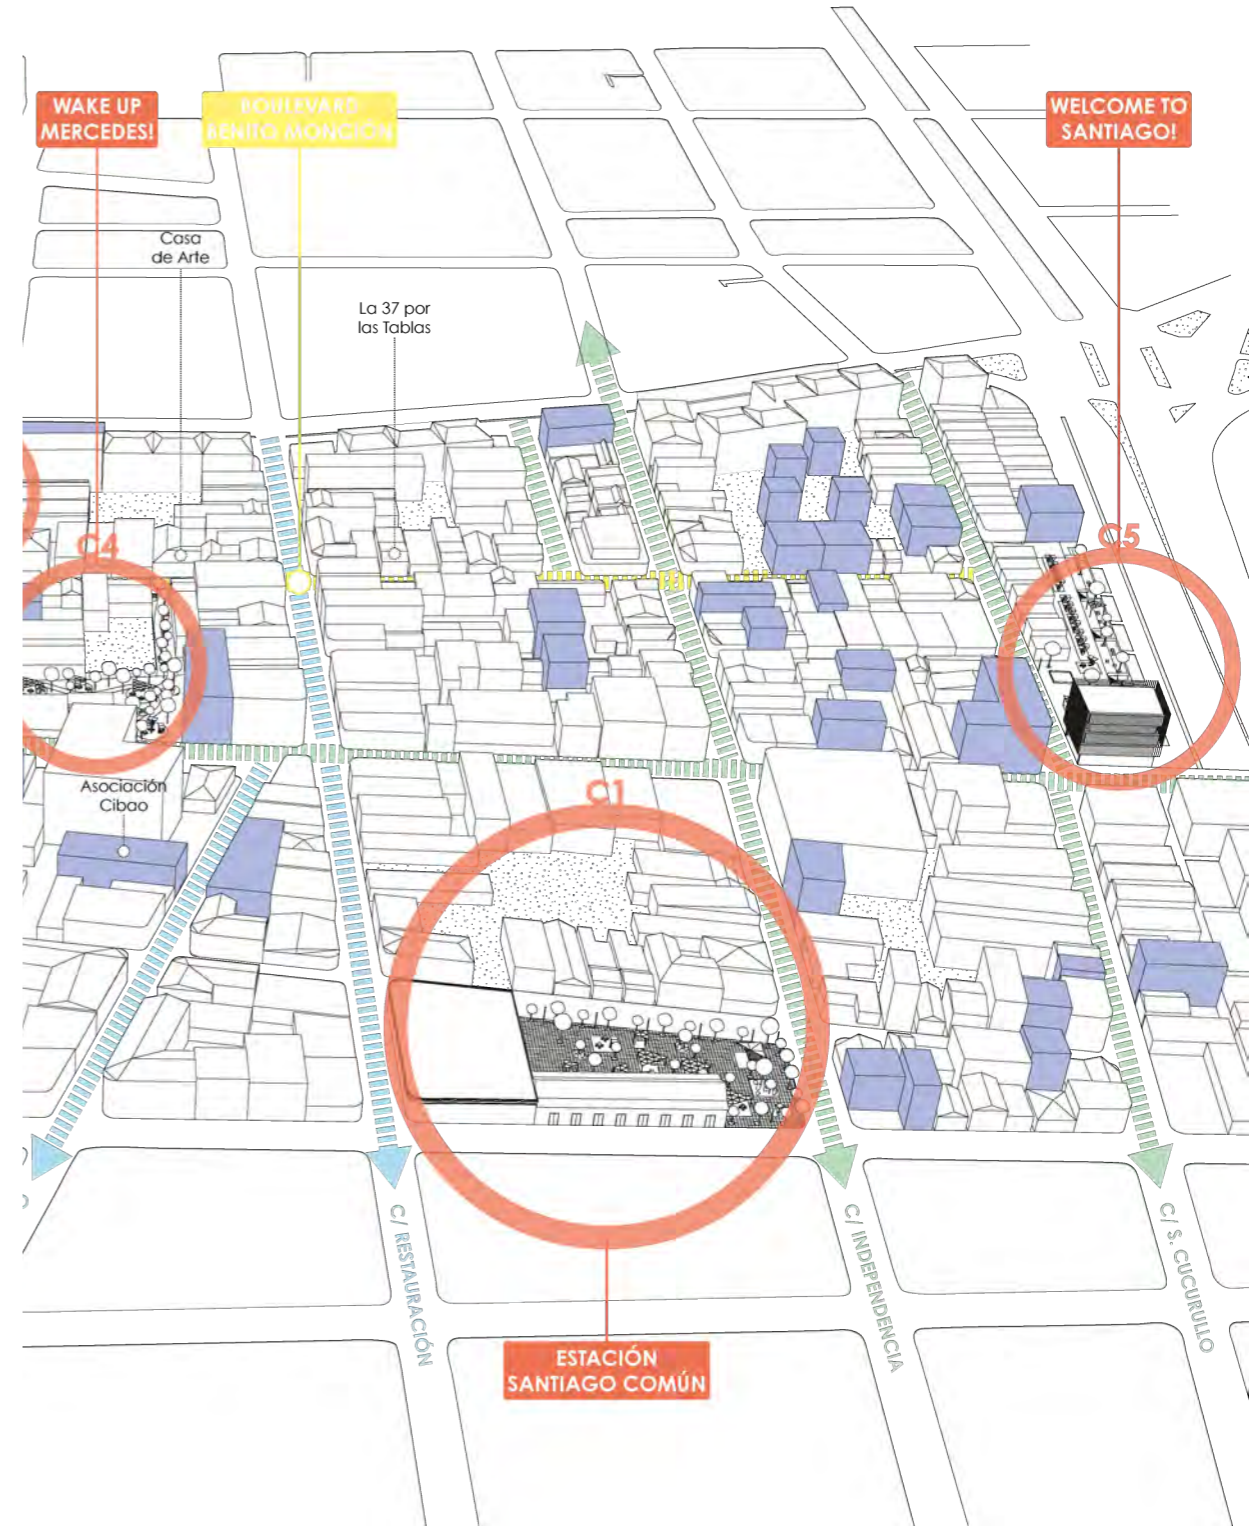 WAKE UP
MERCEDES!
BOULEVARD
BENITO MONCIÓN
WELCOME TO
SANTIAGO!
Casa
de Arte
La 37 por
las Tablas
C4
C5
Asociación
Cibao
C1
C/ RESTAURACIÓN
C/ INDEPENDENCIA
C/ S. CUCURULLO
ESTACIÓN
SANTIAGO COMÚN